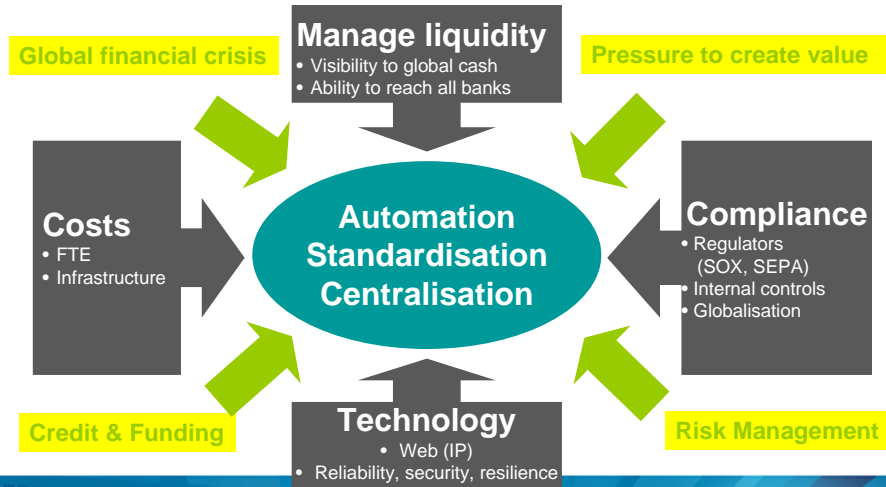 Manage liquidity
• Visibility to global cash
• Ability to reach all banks
Global financial crisis
Pressure to create value
Costs
• FTE
• Infrastructure
Automation
Standardisation
Centralisation
Compliance
• Regulators
(SOX, SEPA)
• Internal controls
• Globalisation
Credit & Funding
Technology
• Web (IP)
• Reliability, security, resilience
Risk Management